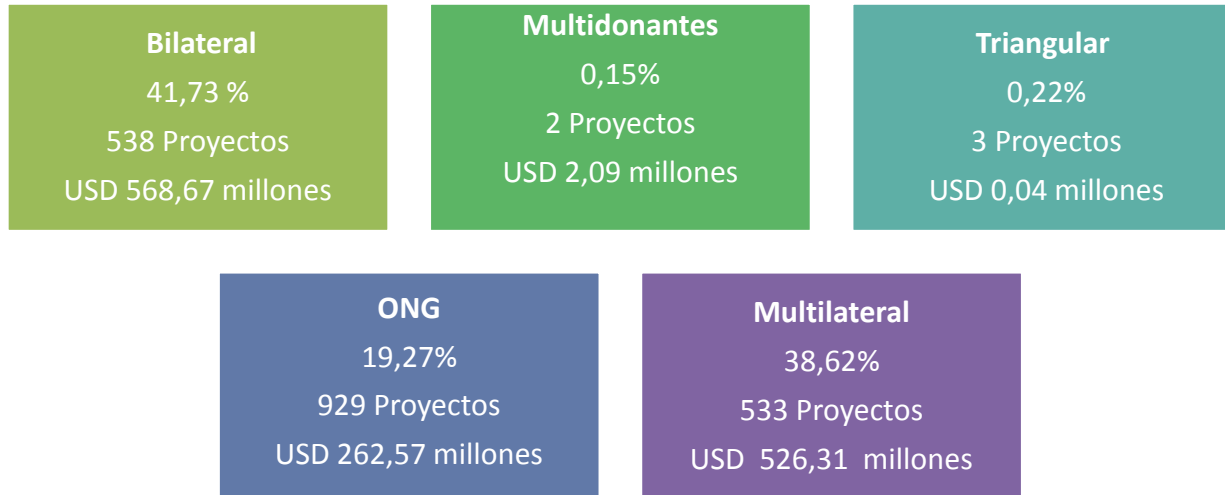 Bilateral
41,73 %
538 Proyectos
USD 568,67 millones
Multidonantes
0,15%
2 Proyectos
USD 2,09 millones
Triangular
0,22%
3 Proyectos
USD 0,04 millones
ONG
19,27%
929 Proyectos
USD 262,57 millones
Multilateral
38,62%
533 Proyectos
USD 526,31 millones